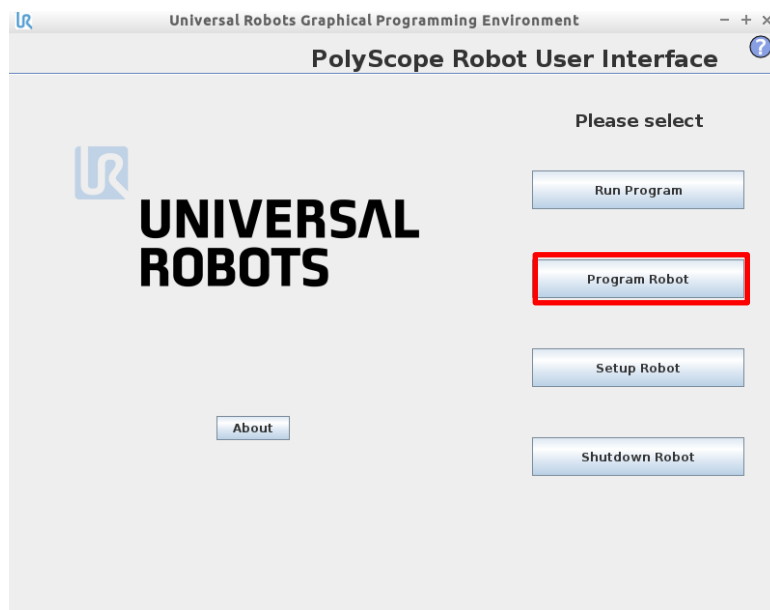 Universal Robots Graphical Programming Environment
PolyScope Robot User Interface
?
Please select
UR
UNIVERSAL
ROBOTS
Run Program
Program Robot
Setup Robot
About
Shutdown Robot